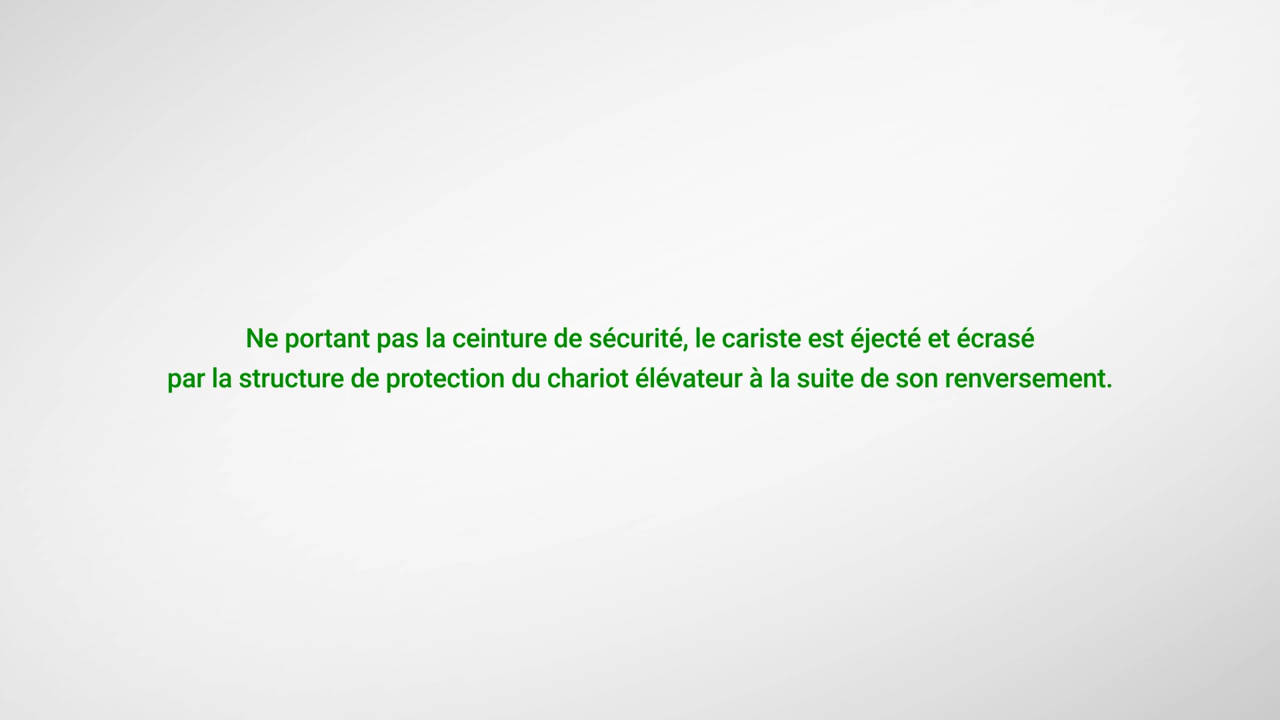 Ne portant pas la ceinture de sécurité, le cariste est éjecté et écrasé
par la structure de protection du chariot élévateur à la suite de son renversement.